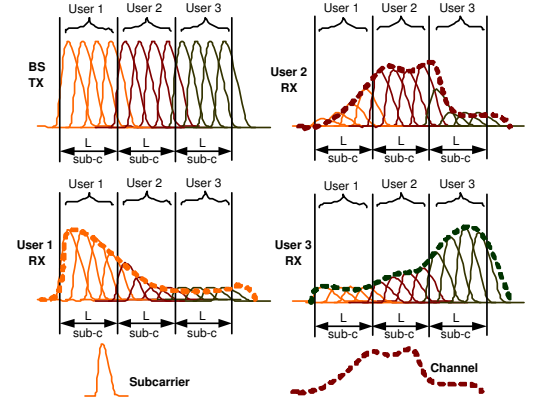 User 1 User 2 User 3
BS
TX
L L L
sub-c sub-c sub-c
User 1 User 2 User 3
User 2
RX
L L L
sub-c sub-c sub-c
User 1 User 2 User 3
User 1
RX
L L L
sub-c sub-c sub-c
User 1 User 2 User 3
User 3
RX
L L L
sub-c sub-c sub-c
Subcarrier
Channel